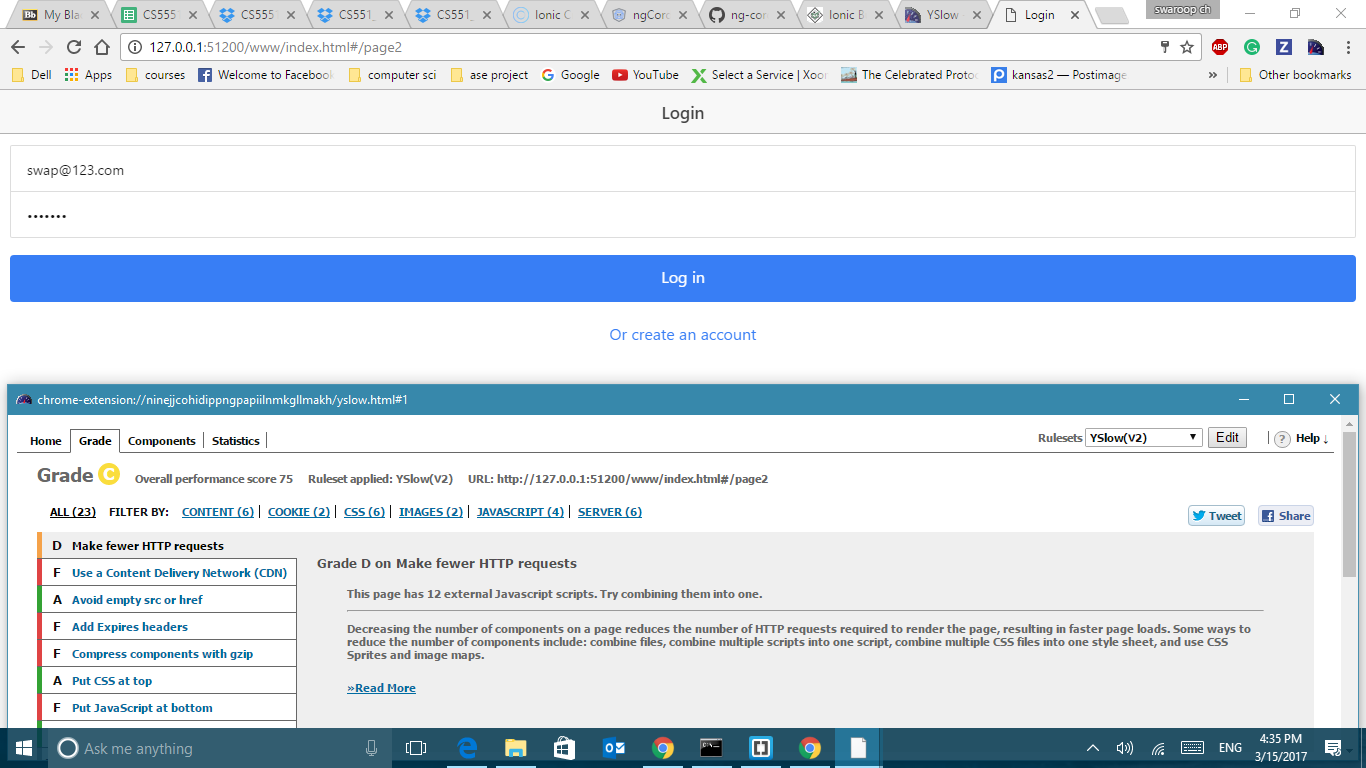 My Bla
CS555
CS555
CS551_
CS551_
Ionic C
ngCord
ng-cor
Ionic B
YSlow
Login
swaroop ch
127.0.0.1:51200/www/index.html#/page2
Dell
Apps
courses
Welcome to Facebook
computer sci
ase project
Google
YouTube
Select a Service | Xoo
The Celebrated Proto
kansas2 — Postimage
»
Other bookmarks
Login
swap@123.com
•••••••
Log in
Or create an account
chrome-extension://ninejjcohidippngpapiilnmkgllmakh/yslow.html#1
Home Grade Components Statistics
Rulesets YSlow(V2) Edit ? Help ↓
Grade C Overall performance score 75 Ruleset applied: YSlow(V2) URL: http://127.0.0.1:51200/www/index.html#/page2
ALL (23) FILTER BY: CONTENT (6) | COOKIE (2) | CSS (6) | IMAGES (2) | JAVASCRIPT (4) | SERVER (6)
Tweet
Share
D Make fewer HTTP requests
F Use a Content Delivery Network (CDN)
A Avoid empty src or href
F Add Expires headers
F Compress components with gzip
A Put CSS at top
F Put JavaScript at bottom
Grade D on Make fewer HTTP requests
This page has 12 external Javascript scripts. Try combining them into one.
Decreasing the number of components on a page reduces the number of HTTP requests required to render the page, resulting in faster page loads. Some ways to
reduce the number of components include: combine files, combine multiple scripts into one script, combine multiple CSS files into one style sheet, and use CSS
Sprites and image maps.
»Read More
Ask me anything
ENG
4:35 PM
3/15/2017